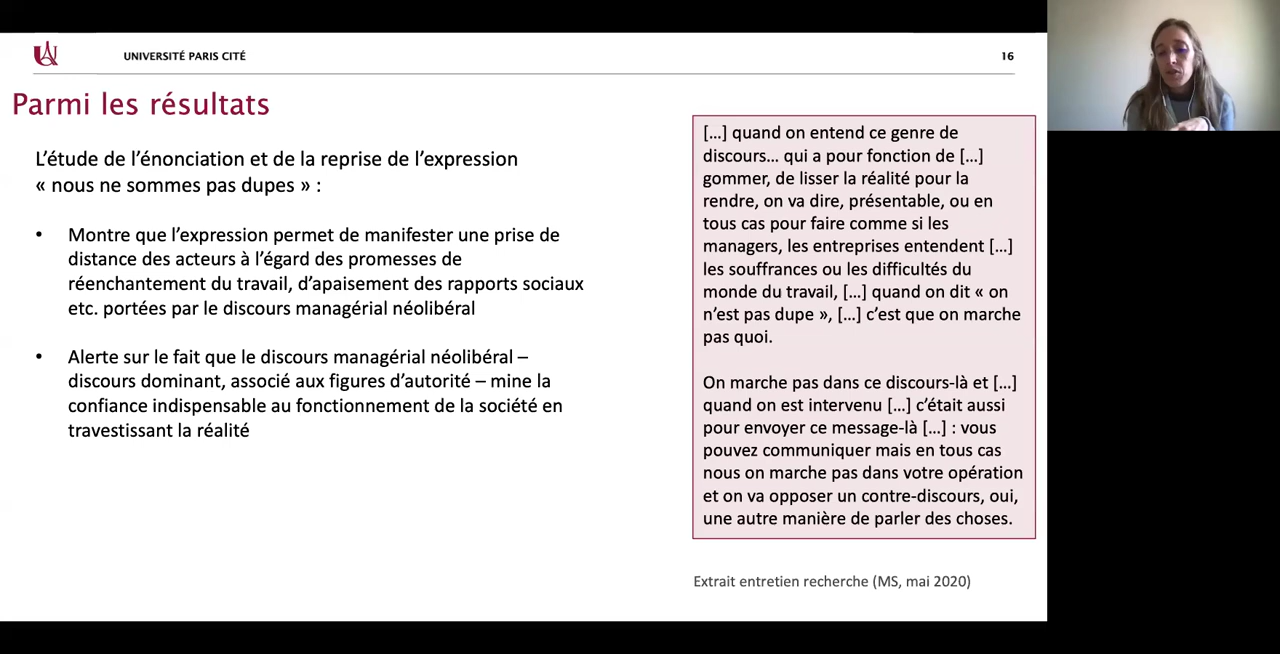 UNIVERSITÉ PARIS CITÉ
16
Parmi les résultats
L’étude de l’énonciation et de la reprise de l’expression
« nous ne sommes pas dupes » :
• Montre que l’expression permet de manifester une prise de
distance des acteurs à l’égard des promesses de
réenchantement du travail, d’apaisement des rapports sociaux
etc. portées par le discours managérial néolibéral
• Alerte sur le fait que le discours managérial néolibéral –
discours dominant, associé aux figures d’autorité – mine la
confiance indispensable au fonctionnement de la société en
travestissant la réalité
[…] quand on entend ce genre de
discours… qui a pour fonction de […]
gommer, de lisser la réalité pour la
rendre, on va dire, présentable, ou en
tous cas pour faire comme si les
managers, les entreprises entendent […]
les souffrances ou les difficultés du
monde du travail, […] quand on dit « on
n’est pas dupe », […] c’est que on marche
pas quoi.
On marche pas dans ce discours-là et […]
quand on est intervenu […] c’était aussi
pour envoyer ce message-là […] : vous
pouvez communiquer mais en tous cas
nous on marche pas dans votre opération
et on va opposer un contre-discours, oui,
une autre manière de parler des choses.
Extrait entretien recherche (MS, mai 2020)